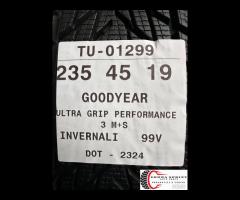 TU-01299
235 45 19
GOODYEAR
ULTRA GRIP PERFORMANCE
3 M+S
INVERNALI 99V
DOT - 2324